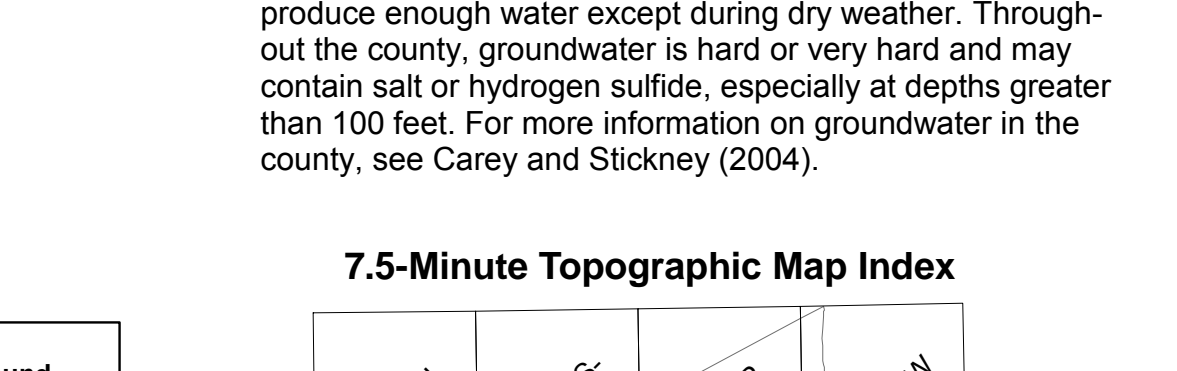 produce enough water except during dry weather. Through-
out the county, groundwater is hard or very hard and may
contain salt or hydrogen sulfide, especially at depths greater
than 100 feet. For more information on groundwater in the
county, see Carey and Stickney (2004).
7.5-Minute Topographic Map Index